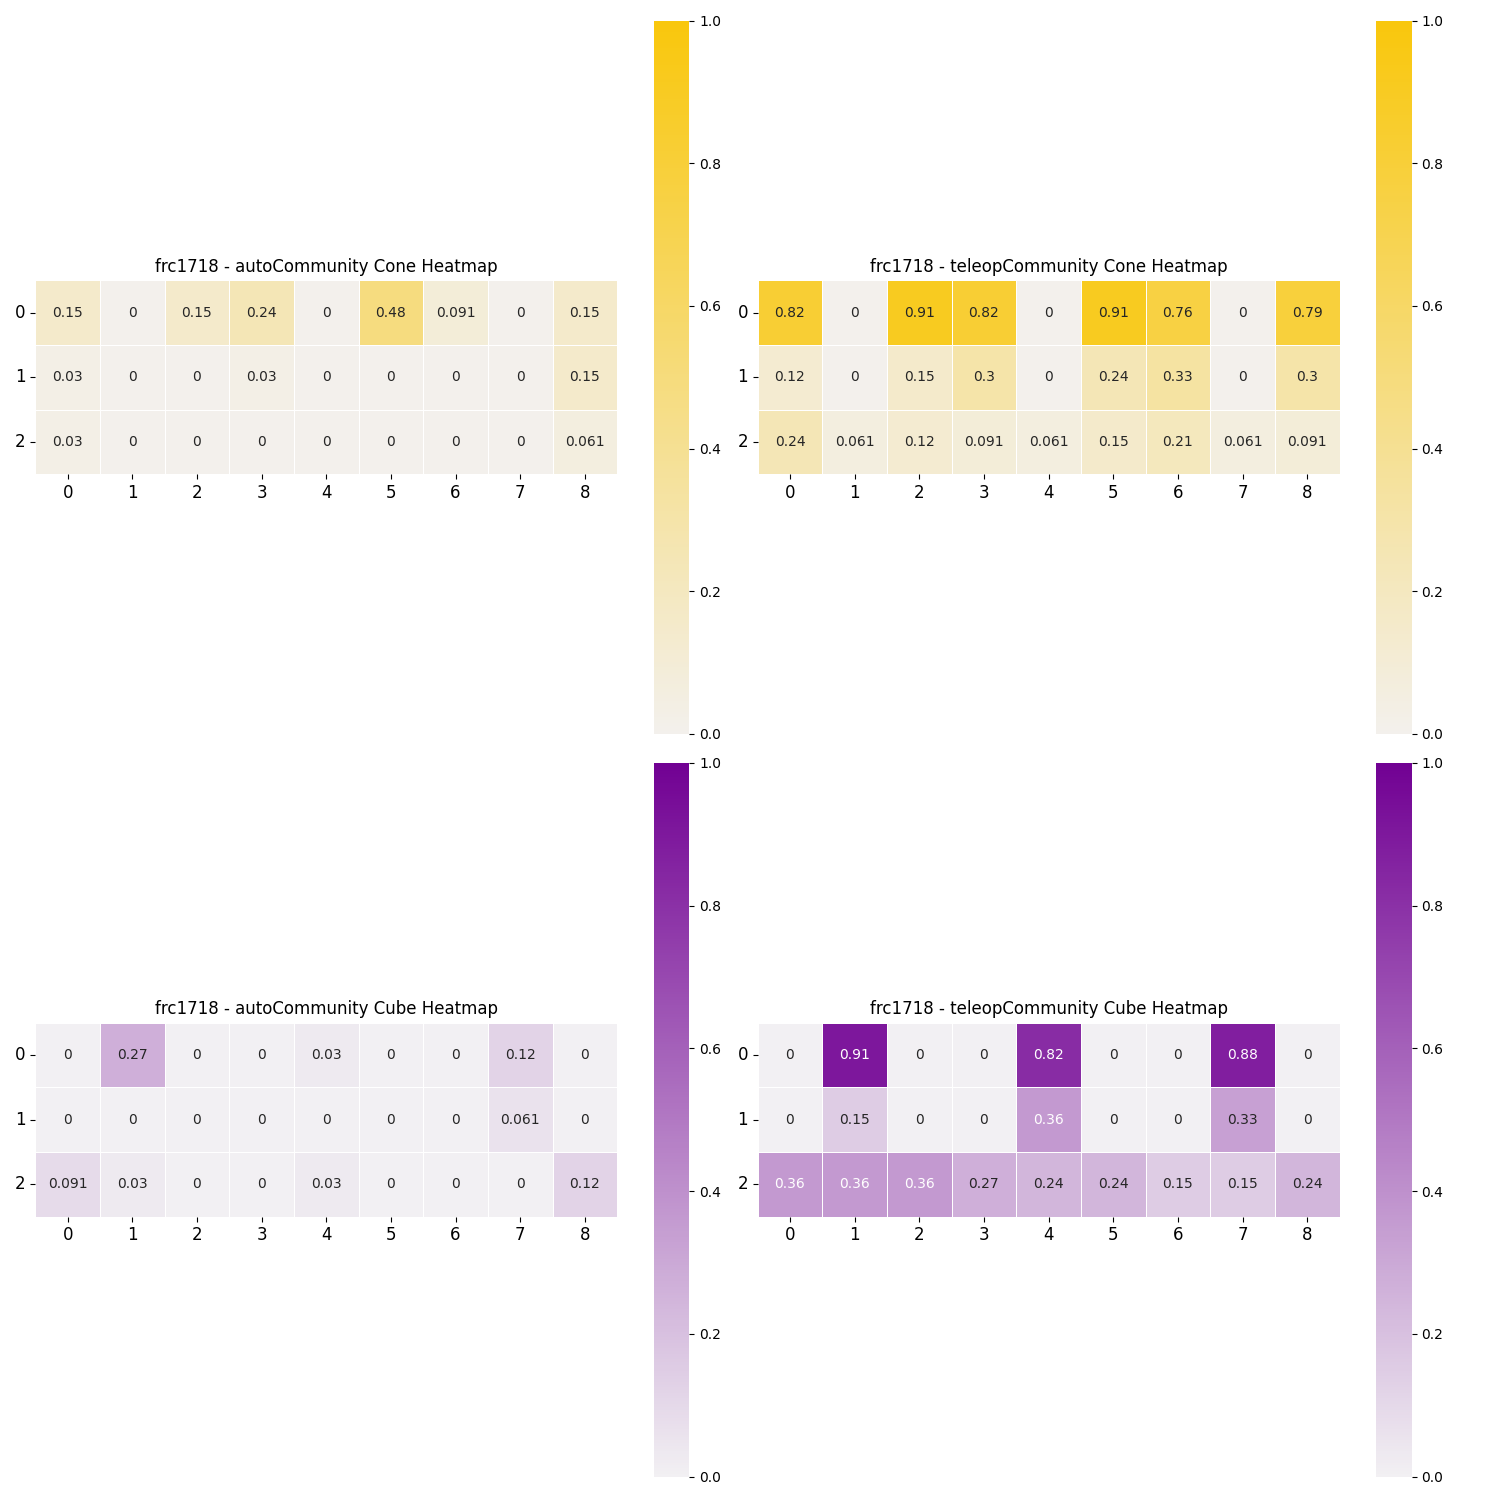 frc1718 - autoCommunity Cone Heatmap
0 0.15 0 0.15 0.24 0 0.48 0.091 0 0.15
1 0.03 0 0 0.03 0 0 0 0 0.15
2 0.03 0 0 0 0 0 0 0 0.061
0 1 2 3 4 5 6 7 8
1.0
0.8
0.6
0.4
0.2
0.0
frc1718 - teleopCommunity Cone Heatmap
0 0.82 0 0.91 0.82 0 0.91 0.76 0 0.79
1 0.12 0 0.15 0.3 0 0.24 0.33 0 0.3
2 0.24 0.061 0.12 0.091 0.061 0.15 0.21 0.061 0.091
0 1 2 3 4 5 6 7 8
1.0
0.8
0.6
0.4
0.2
0.0
frc1718 - autoCommunity Cube Heatmap
0 0 0.27 0 0 0.03 0 0 0.12 0
1 0 0 0 0 0 0 0 0.061 0
2 0.091 0.03 0 0 0.03 0 0 0 0.12
0 1 2 3 4 5 6 7 8
1.0
0.8
0.6
0.4
0.2
0.0
frc1718 - teleopCommunity Cube Heatmap
0 0 0.91 0 0 0.82 0 0 0.88 0
1 0 0.15 0 0 0.36 0 0 0.33 0
2 0.36 0.36 0.36 0.27 0.24 0.24 0.15 0.15 0.24
0 1 2 3 4 5 6 7 8
1.0
0.8
0.6
0.4
0.2
0.0